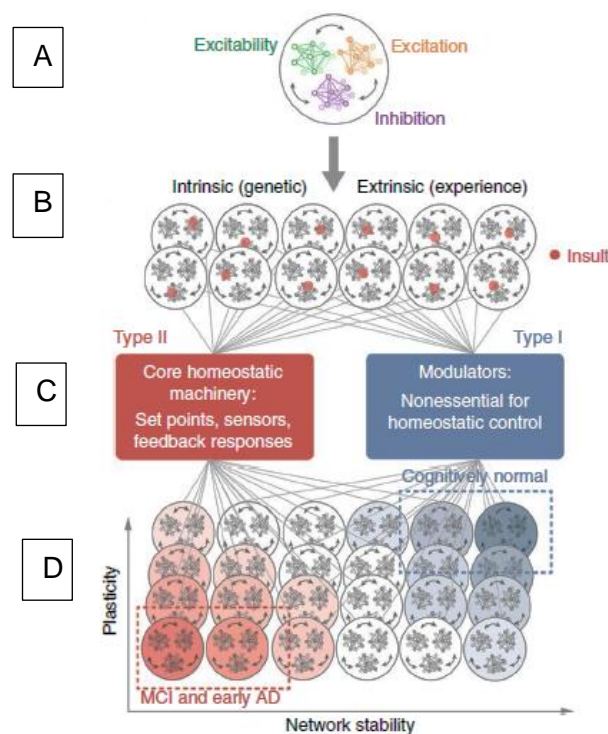 A
Excitability
Excitation
Inhibition
B
Intrinsic (genetic)
Extrinsic (experience)
Insult
Type II
Type I
C
Core homeostatic
machinery:
Set points, sensors,
feedback responses
Modulators:
Nonessential for
homeostatic control
Cognitively normal
D
Plasticity
MCI and early AD
Network stability